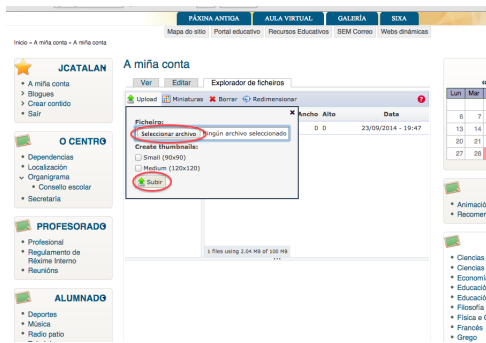 PÁXINA ANTIGA AULA VIRTUAL GALERÍA SIXA
Mapa do sitio Portal educativo Recursos Educativos SEM Correo Webs dinámicas
Inicio » A miña conta » A miña conta
JCATALAN
A miña conta
Blogues
Crear contido
Saír
O CENTRO
Dependencias
Localización
Organigrama
Consello escolar
Secretaría
PROFESORADO
Profesional
Regulamento de
Réxime Interno
Reunións
ALUMNADO
Deportes
Música
Radio patio
A miña conta
Ver Editar Explorador de ficheiros
Upload Miniaturas Borrar Redimensionar
Ancho Alto Data
0 0 23/09/2014 - 19:47
Ficheiro:
Seleccionar archivo Ningún archivo seleccionado
Create thumbnails:
Small (90x90)
Medium (120x120)
Subir
1 files using 2.04 MB of 100 MB
Lun Mar
6 7
13 14
20 21
27 28
Animació
Recomen
Ciencias
Ciencias
Economí
Educació
Educació
Filosofía
Física e C
Francés
Grego